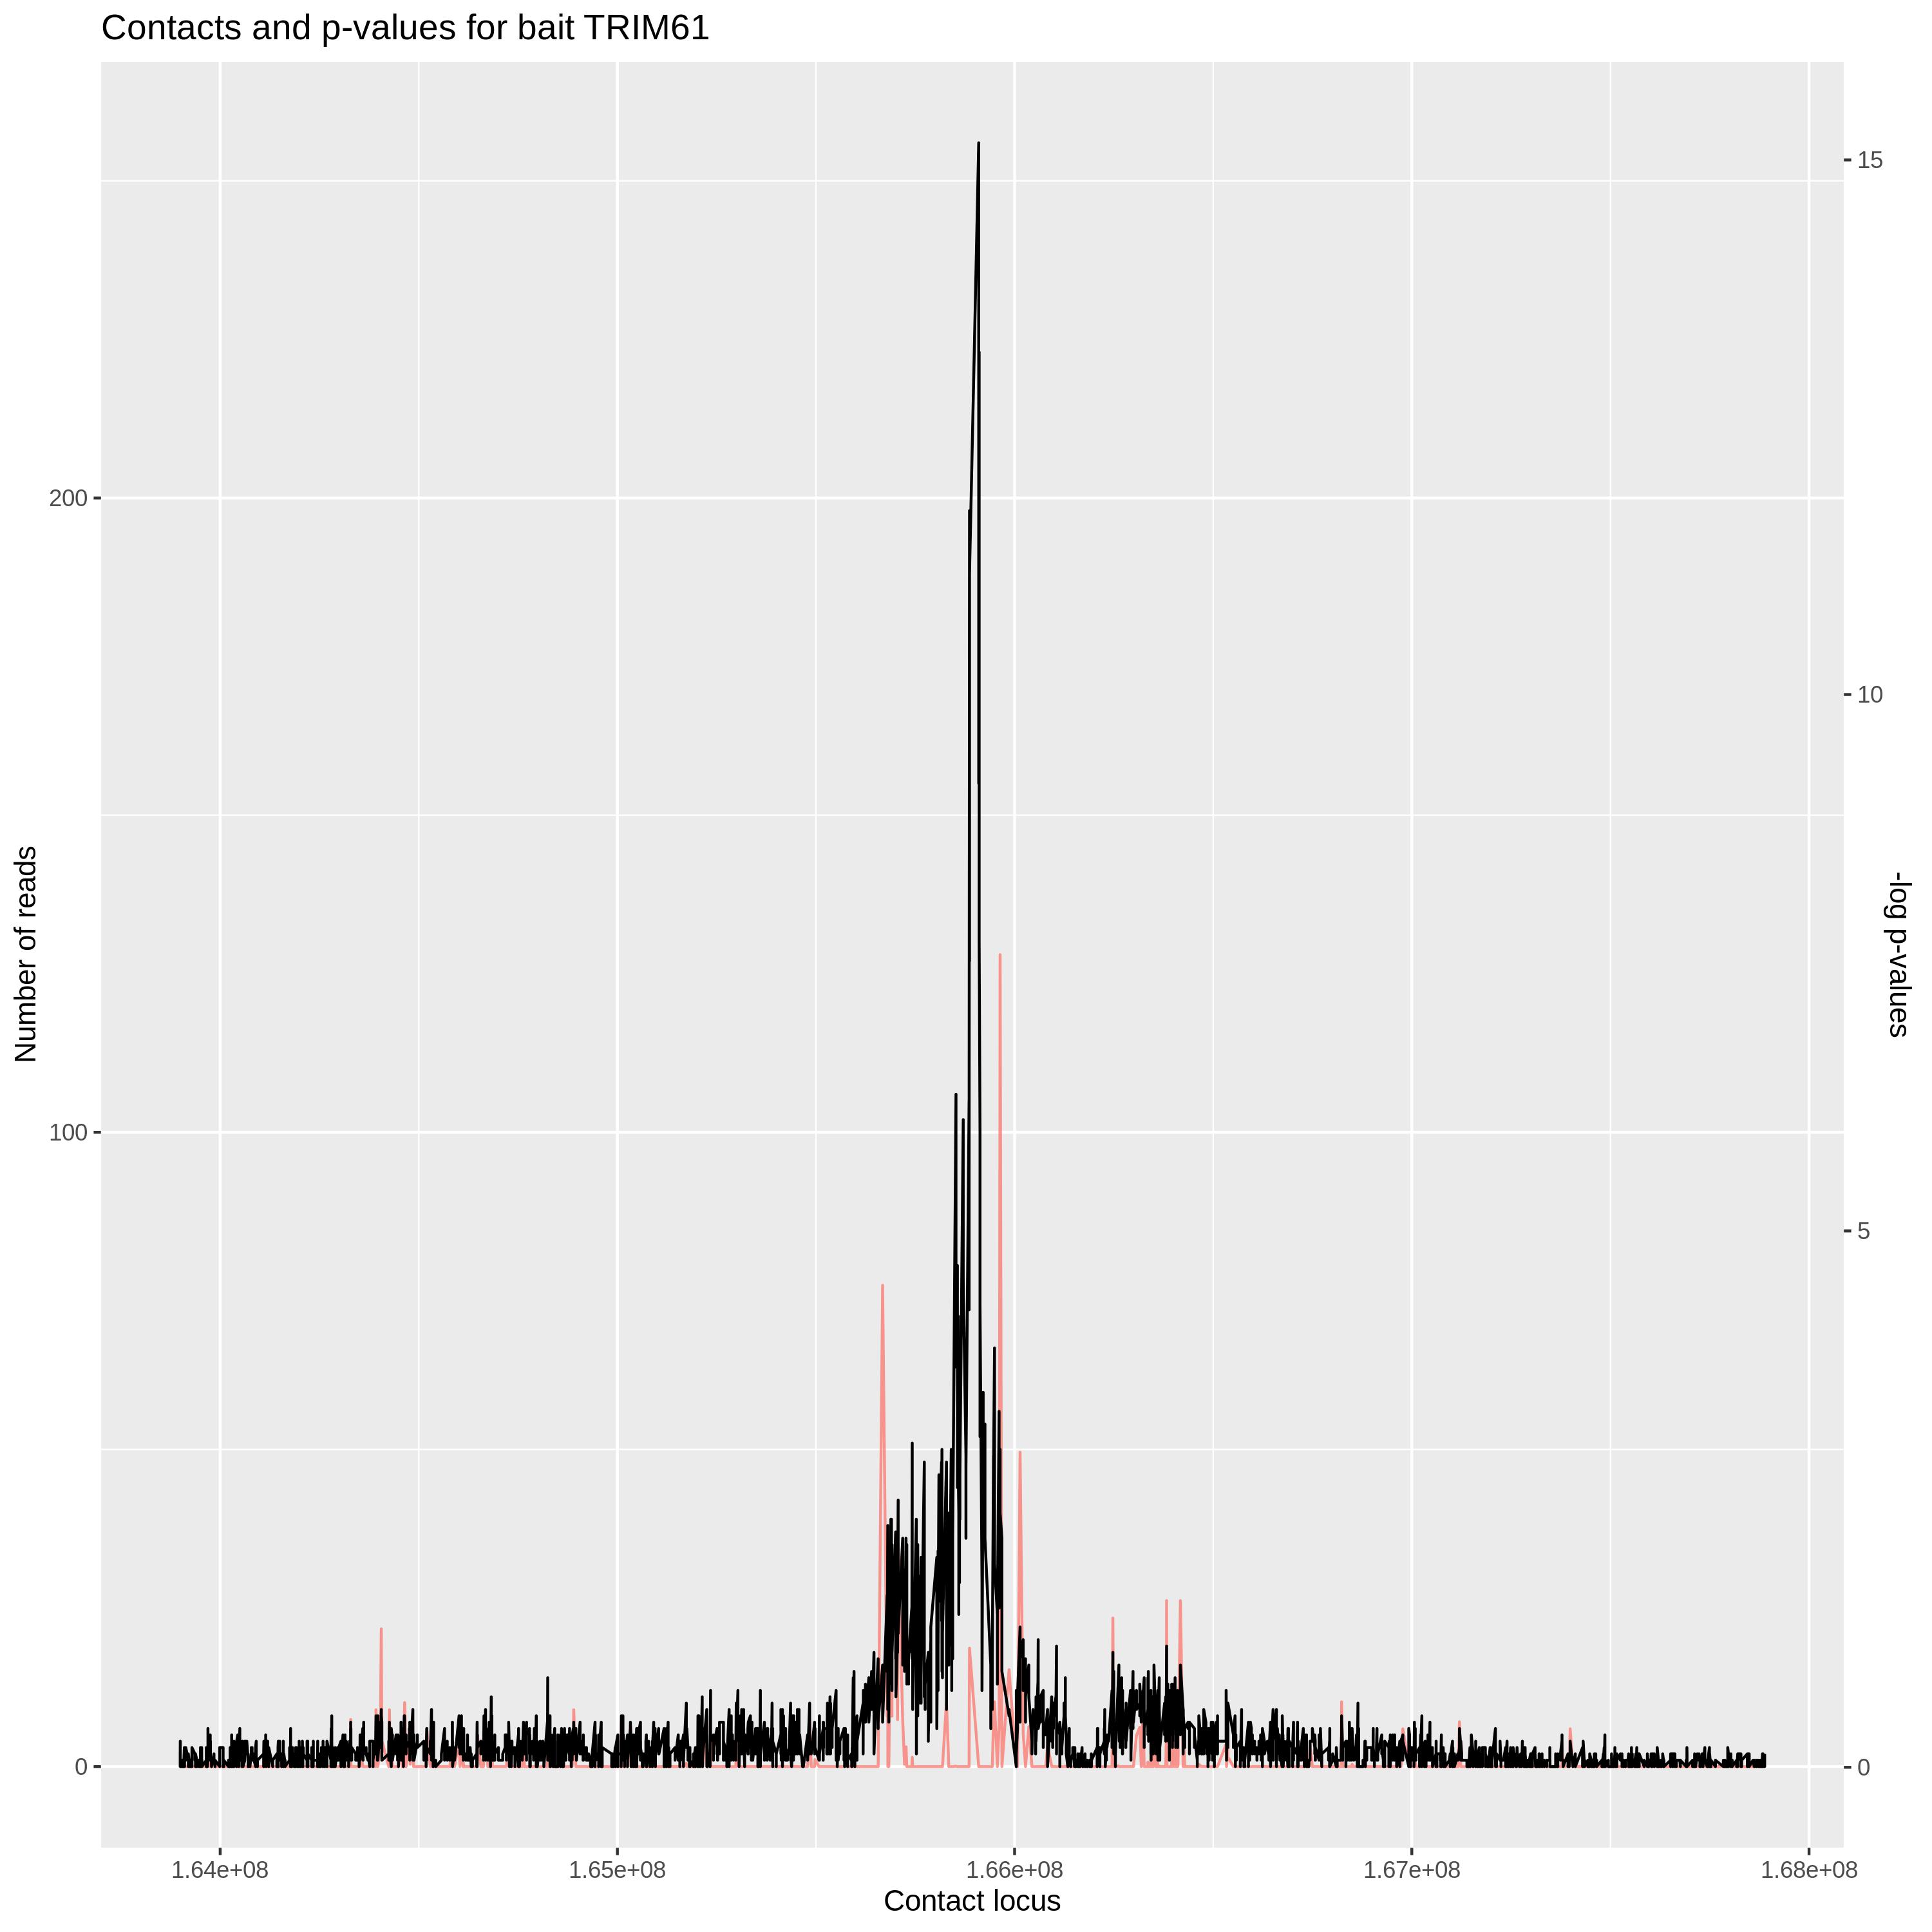 Contacts and p-values for bait TRIM61
15
200
10
Number of reads
-log p-values
5
100
0
0
1.64e+08 1.65e+08 1.66e+08 1.67e+08 1.68e+08
Contact locus